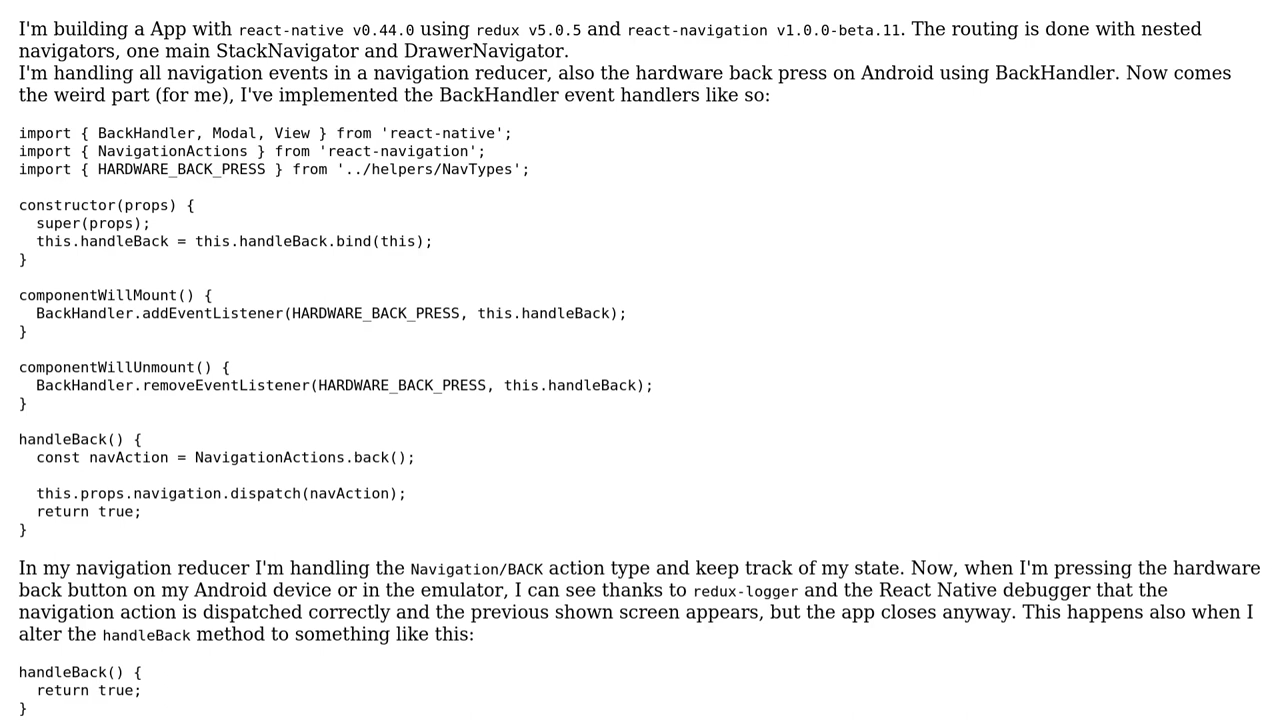 I'm building a App with react-native v0.44.0 using redux v5.0.5 and react-navigation v1.0.0-beta.11. The routing is done with nested
navigators, one main StackNavigator and DrawerNavigator.
I'm handling all navigation events in a navigation reducer, also the hardware back press on Android using BackHandler. Now comes
the weird part (for me), I've implemented the BackHandler event handlers like so:
import { BackHandler, Modal, View } from 'react-native';
import { NavigationActions } from 'react-navigation';
import { HARDWARE_BACK_PRESS } from '../helpers/NavTypes';
constructor(props) {
  super(props);
  this.handleBack = this.handleBack.bind(this);
}
componentWillMount() {
  BackHandler.addEventListener(HARDWARE_BACK_PRESS, this.handleBack);
}
componentWillUnmount() {
  BackHandler.removeEventListener(HARDWARE_BACK_PRESS, this.handleBack);
}
handleBack() {
  const navAction = NavigationActions.back();
  this.props.navigation.dispatch(navAction);
  return true;
}
In my navigation reducer I'm handling the Navigation/BACK action type and keep track of my state. Now, when I'm pressing the hardware
back button on my Android device or in the emulator, I can see thanks to redux-logger and the React Native debugger that the
navigation action is dispatched correctly and the previous shown screen appears, but the app closes anyway. This happens also when I
alter the handleBack method to something like this:
handleBack() {
  return true;
}